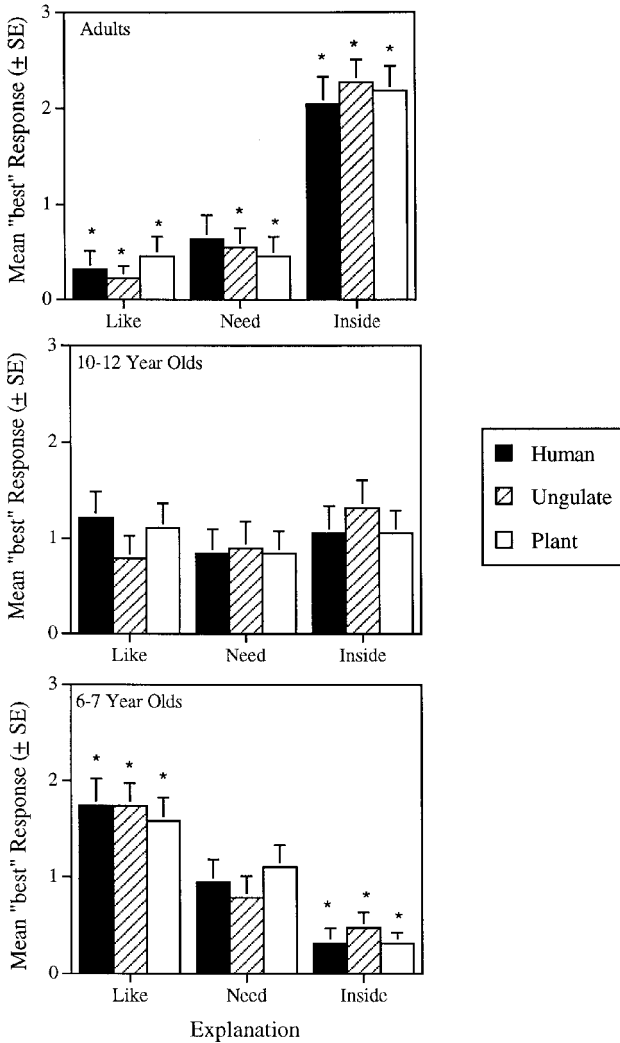 Adults
Mean "best" Response (± SE)
3
2
1
0
* * *
* * *
* *
Like Need Inside
10-12 Year Olds
Mean "best" Response (± SE)
3
2
1
0
Like Need Inside
Human
Ungulate
Plant
6-7 Year Olds
Mean "best" Response (± SE)
3
2
1
0
* * *
* * *
Like Need Inside
Explanation